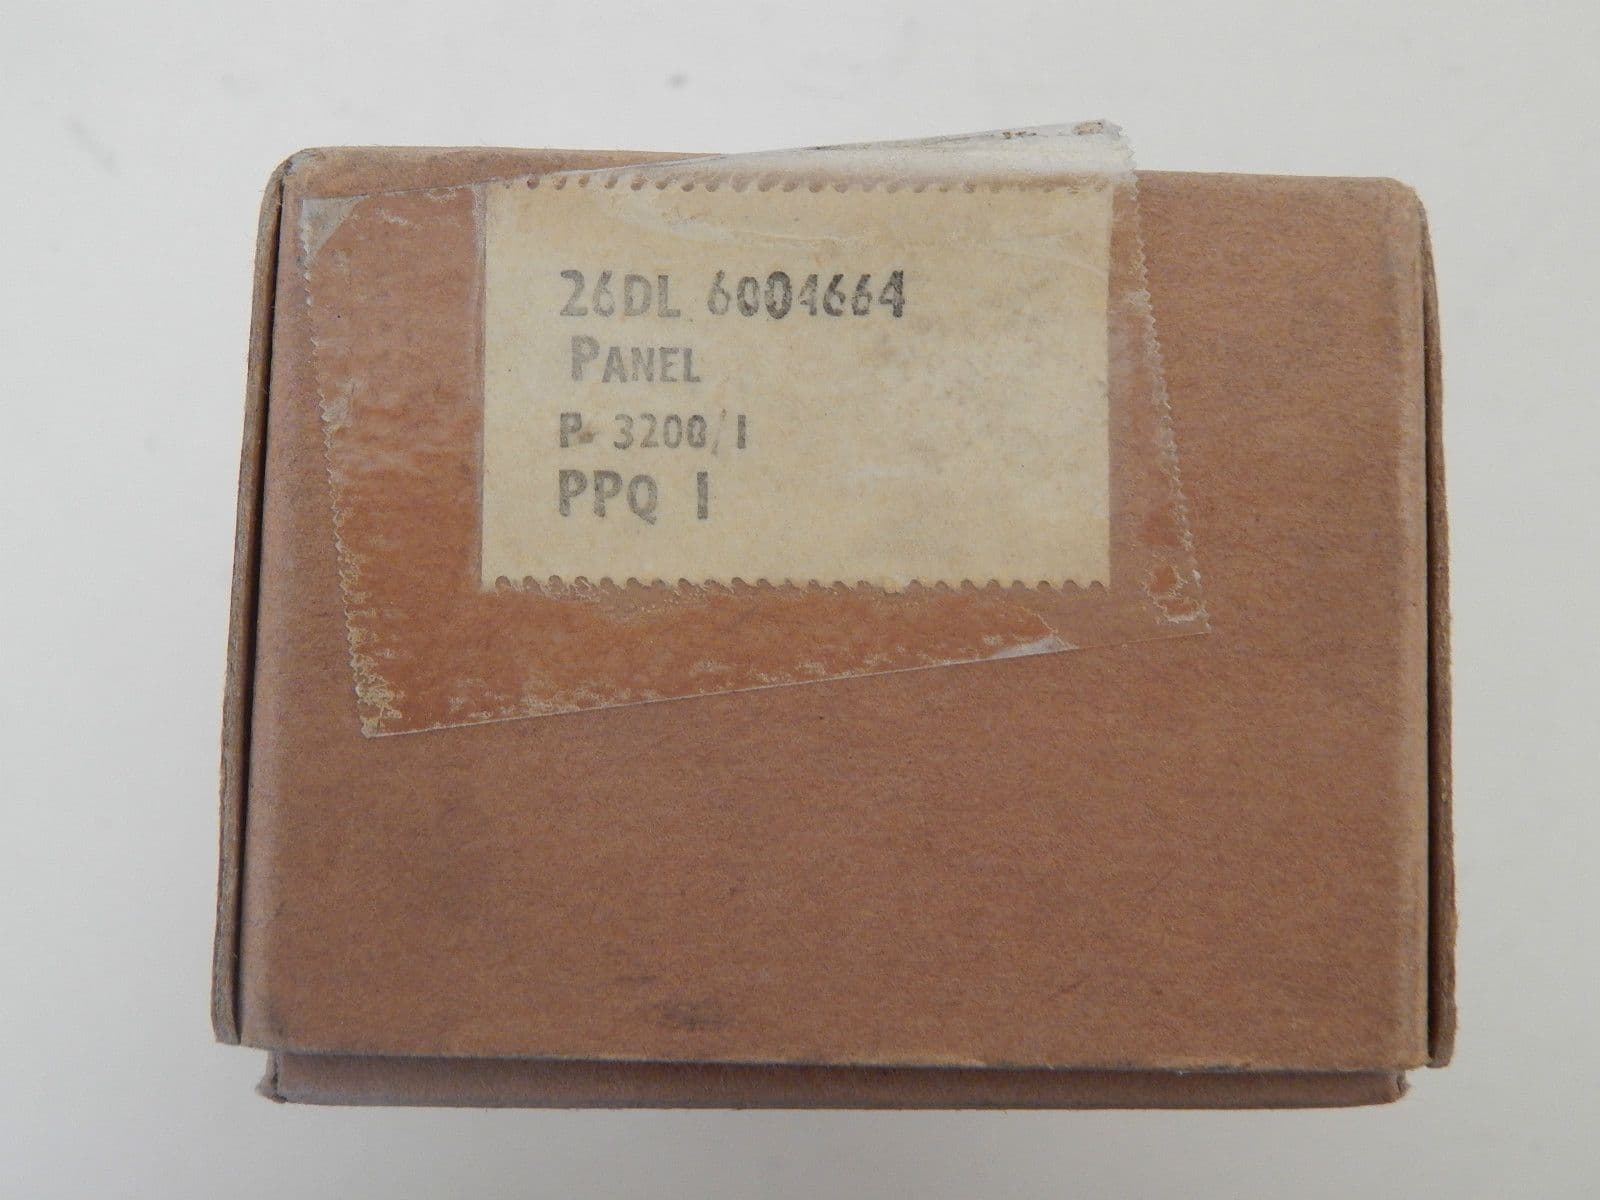 26DL 6004664
PANEL
P. 3200/1
PPQ 1